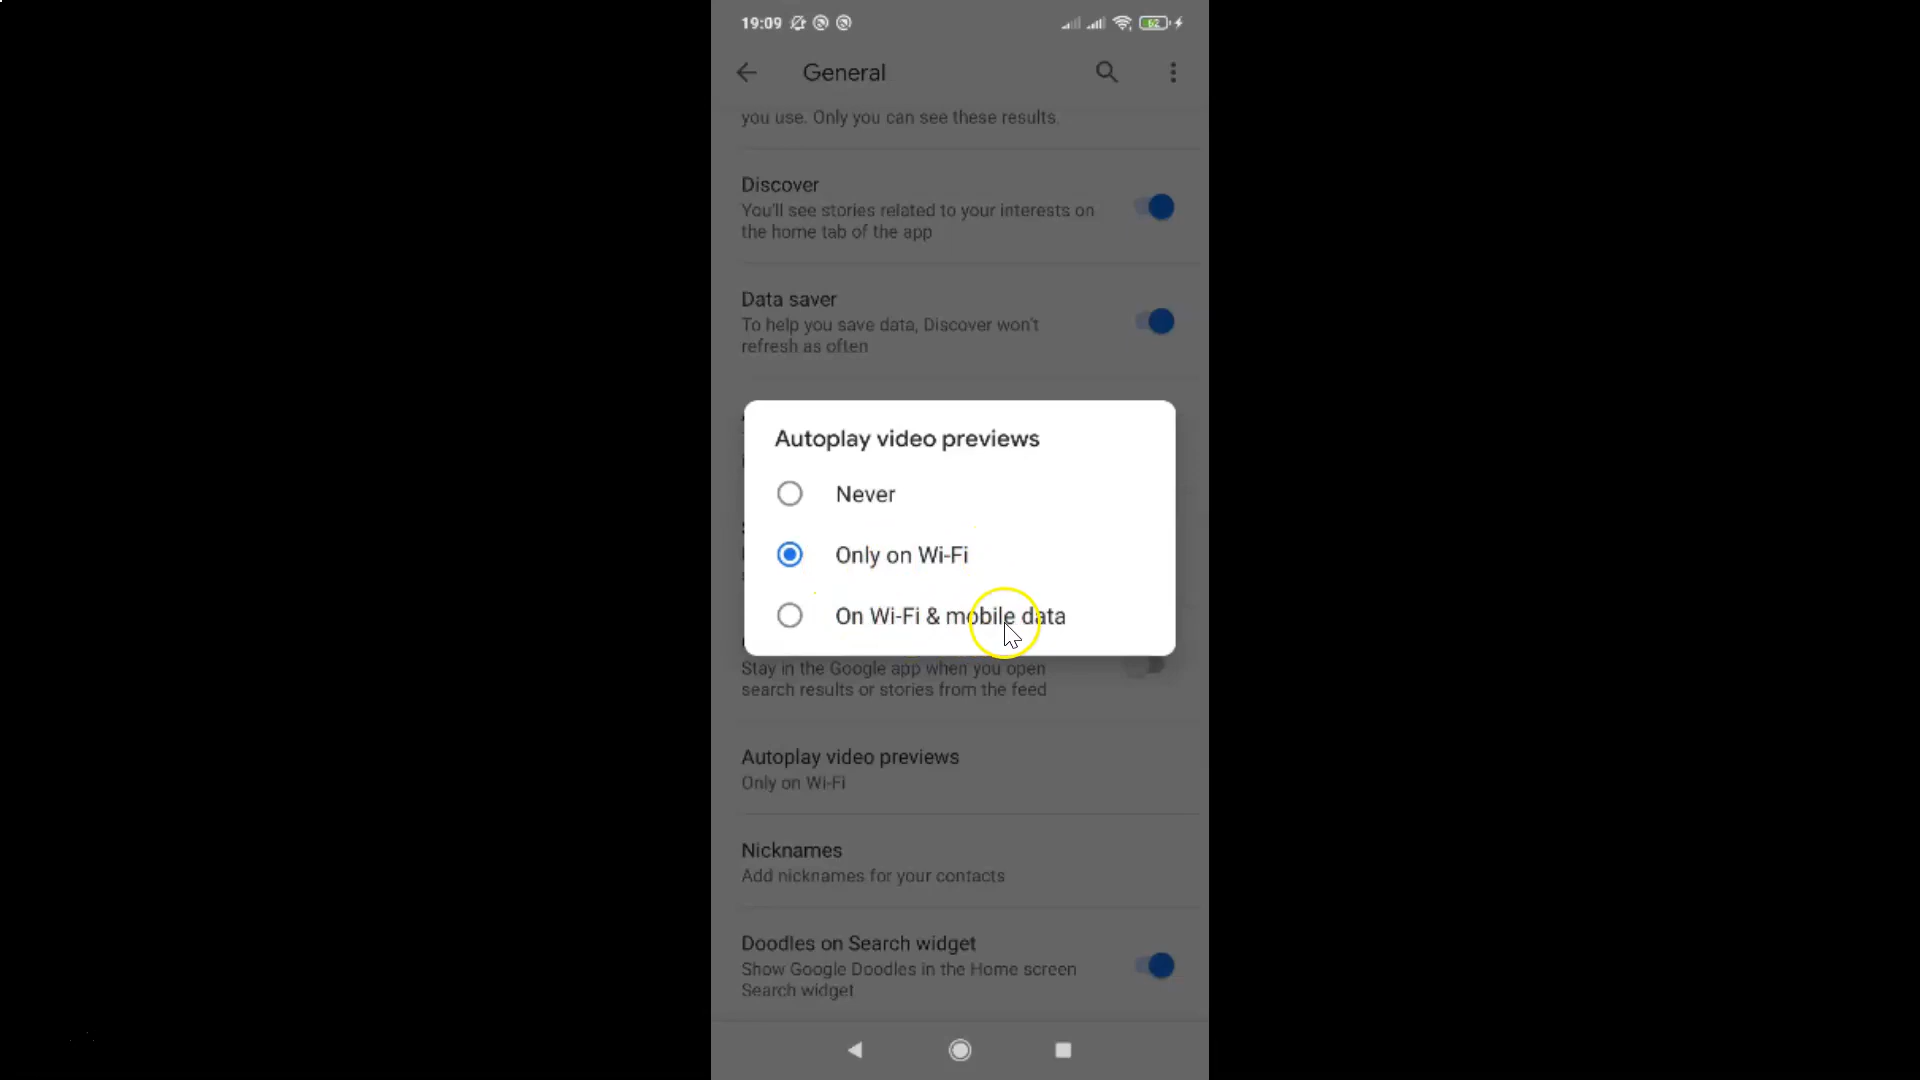 19:09
62
General
you use. Only you can see these results.
Discover
You'll see stories related to your interests on
the home tab of the app
Data saver
To help you save data, Discover won't
refresh as often
Autoplay video previews
Never
Only on Wi-Fi
On Wi-Fi & mobile data
Stay in the Google app when you open
search results or stories from the feed
Autoplay video previews
Only on Wi-Fi
Nicknames
Add nicknames for your contacts
Doodles on Search widget
Show Google Doodles in the Home screen
Search widget